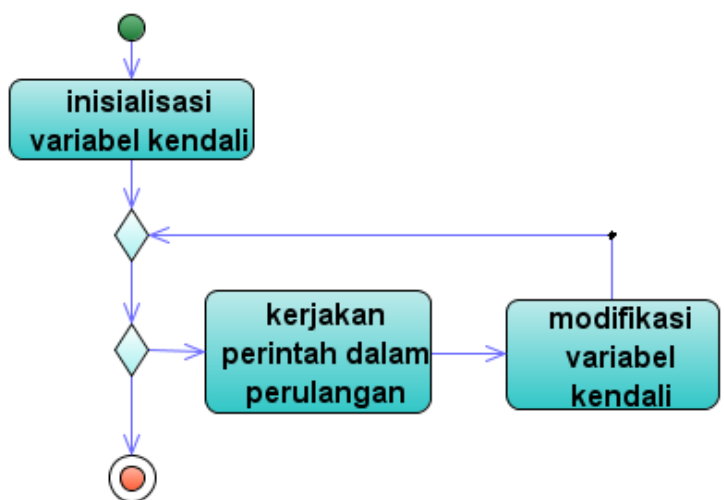 inisialisasi
variabel kendali
kerjakan
perintah dalam
perulangan
modifikasi
variabel
kendali